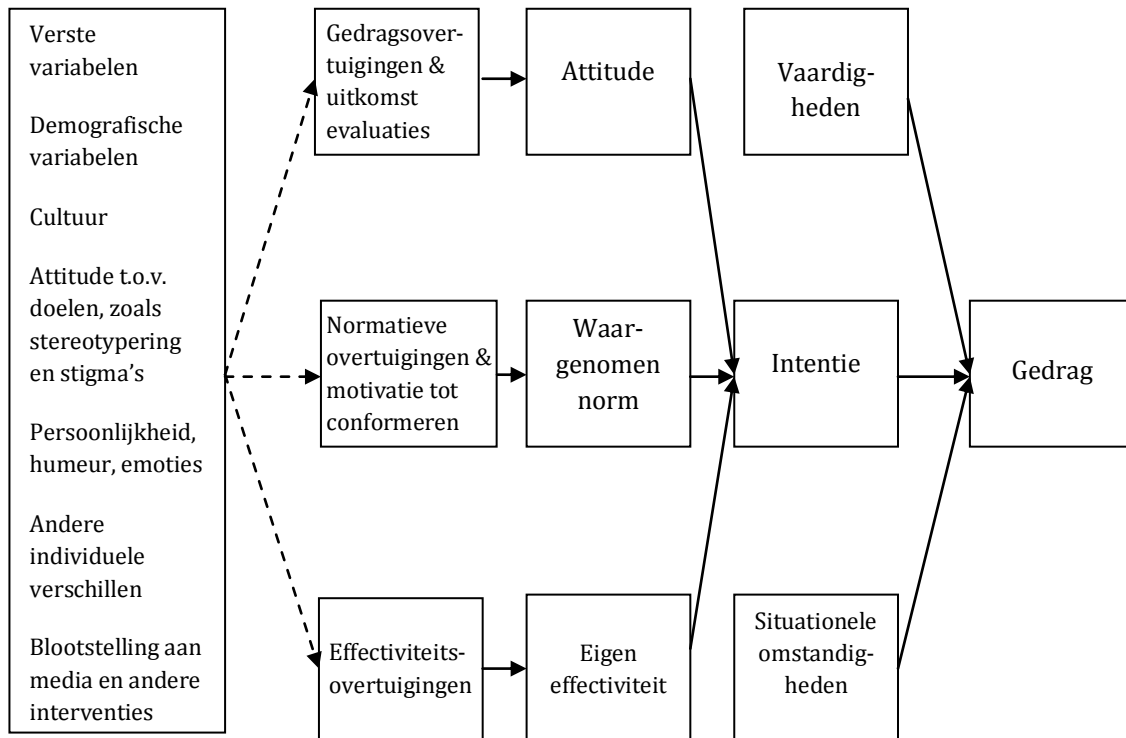 Verste
variabelen
Demografische
variabelen
Cultuur
Attitude t.o.v.
doelen, zoals
stereotypering
en stigma's
Persoonlijkheid,
humeur, emoties
Andere
individuele
verschillen
Blootstelling aan
media en andere
interventies
Gedragsover-
tuigingen &
uitkomst
evaluaties
Attitude
Vaardig-
heden
Normatieve
overtuigingen &
motivatie tot
conformeren
Waar-
genomen
norm
Intentie
Gedrag
Effectiviteits-
overtuigingen
Eigen
effectiviteit
Situationele
omstandig-
heden